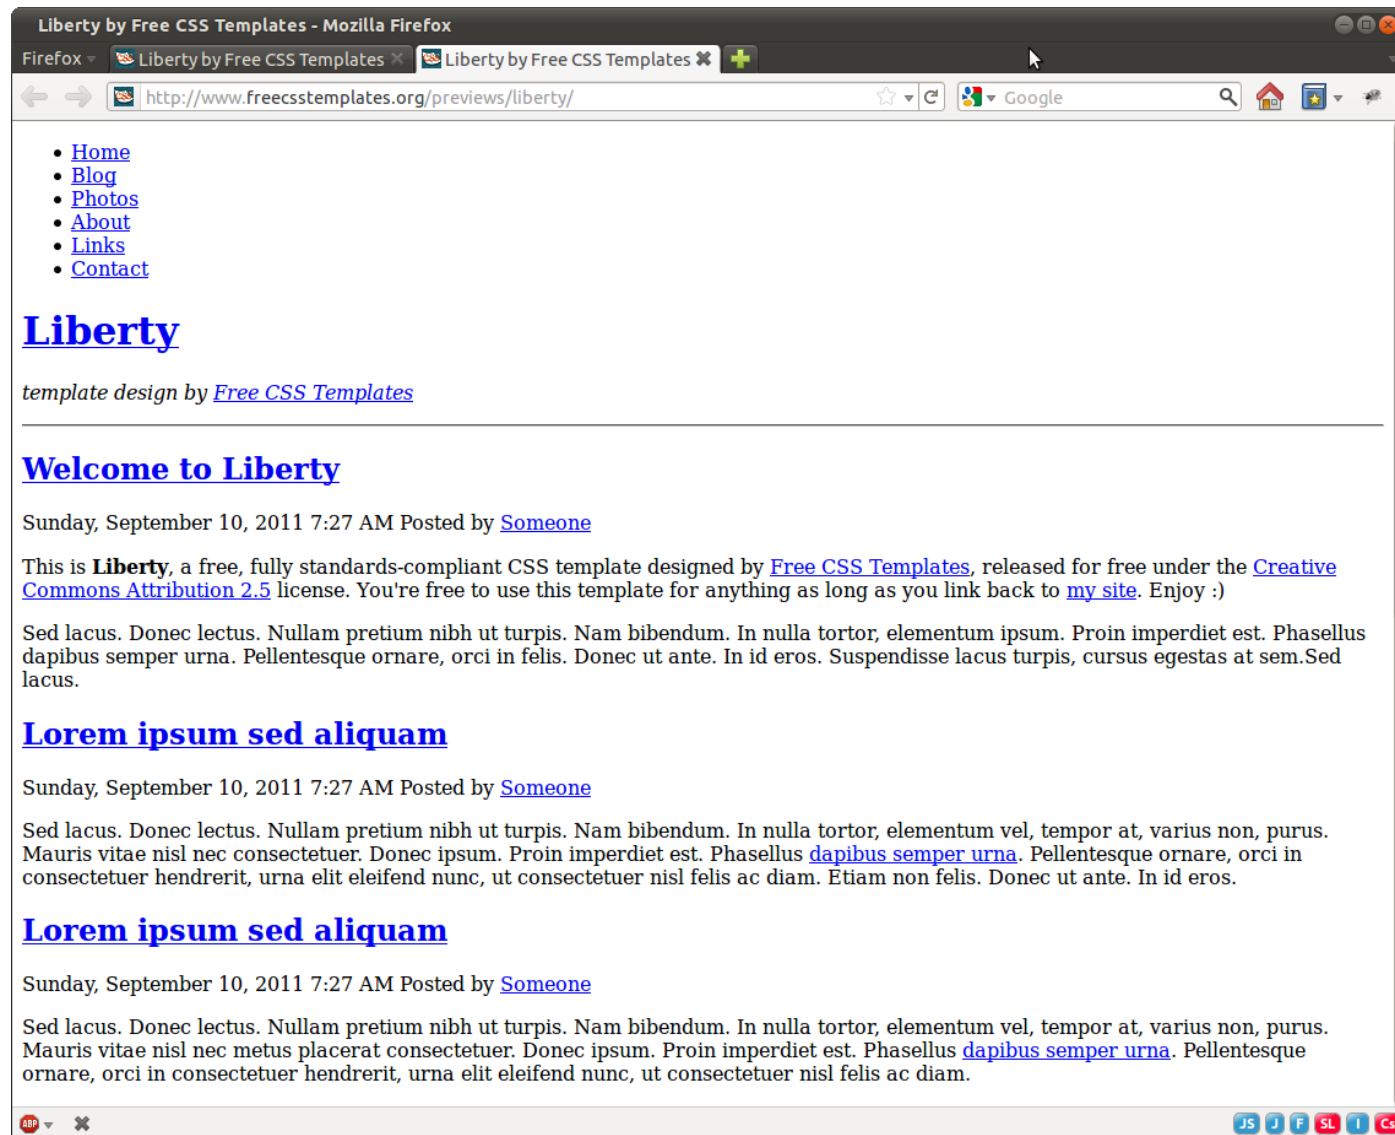 Liberty by Free CSS Templates - Mozilla Firefox
Firefox Liberty by Free CSS Templates Liberty by Free CSS Templates
http://www.freecsstemplates.org/previews/liberty/ Google
Home
Blog
Photos
About
Links
Contact
Liberty
template design by Free CSS Templates
Welcome to Liberty
Sunday, September 10, 2011 7:27 AM Posted by Someone
This is Liberty, a free, fully standards-compliant CSS template designed by Free CSS Templates, released for free under the Creative
Commons Attribution 2.5 license. You're free to use this template for anything as long as you link back to my site. Enjoy :)
Sed lacus. Donec lectus. Nullam pretium nibh ut turpis. Nam bibendum. In nulla tortor, elementum ipsum. Proin imperdiet est. Phasellus
dapibus semper urna. Pellentesque ornare, orci in felis. Donec ut ante. In id eros. Suspendisse lacus turpis, cursus egestas at sem.Sed
lacus.
Lorem ipsum sed aliquam
Sunday, September 10, 2011 7:27 AM Posted by Someone
Sed lacus. Donec lectus. Nullam pretium nibh ut turpis. Nam bibendum. In nulla tortor, elementum vel, tempor at, varius non, purus.
Mauris vitae nisl nec consectetuer. Donec ipsum. Proin imperdiet est. Phasellus dapibus semper urna. Pellentesque ornare, orci in
consectetuer hendrerit, urna elit eleifend nunc, ut consectetuer nisl felis ac diam. Etiam non felis. Donec ut ante. In id eros.
Lorem ipsum sed aliquam
Sunday, September 10, 2011 7:27 AM Posted by Someone
Sed lacus. Donec lectus. Nullam pretium nibh ut turpis. Nam bibendum. In nulla tortor, elementum vel, tempor at, varius non, purus.
Mauris vitae nisl nec metus placerat consectetuer. Donec ipsum. Proin imperdiet est. Phasellus dapibus semper urna. Pellentesque
ornare, orci in consectetuer hendrerit, urna elit eleifend nunc, ut consectetuer nisl felis ac diam.
ABP JS J F SL I Cs